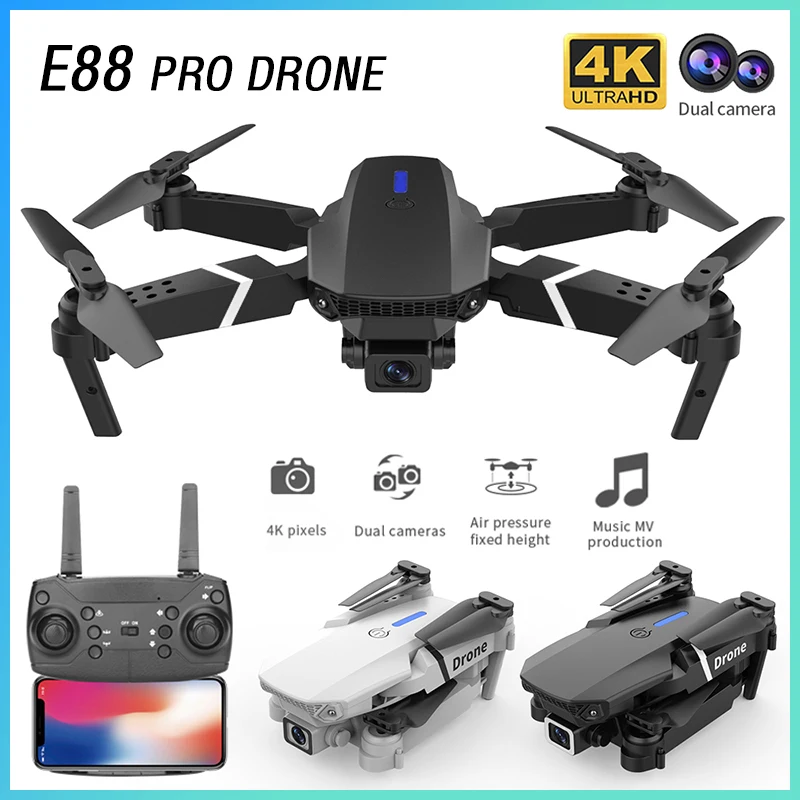 E88 PRO DRONE
4K
ULTRAHD
Dual camera
4K pixels
Dual cameras
Air pressure
fixed height
Music MV
production
OFF ON
Drone
Drone